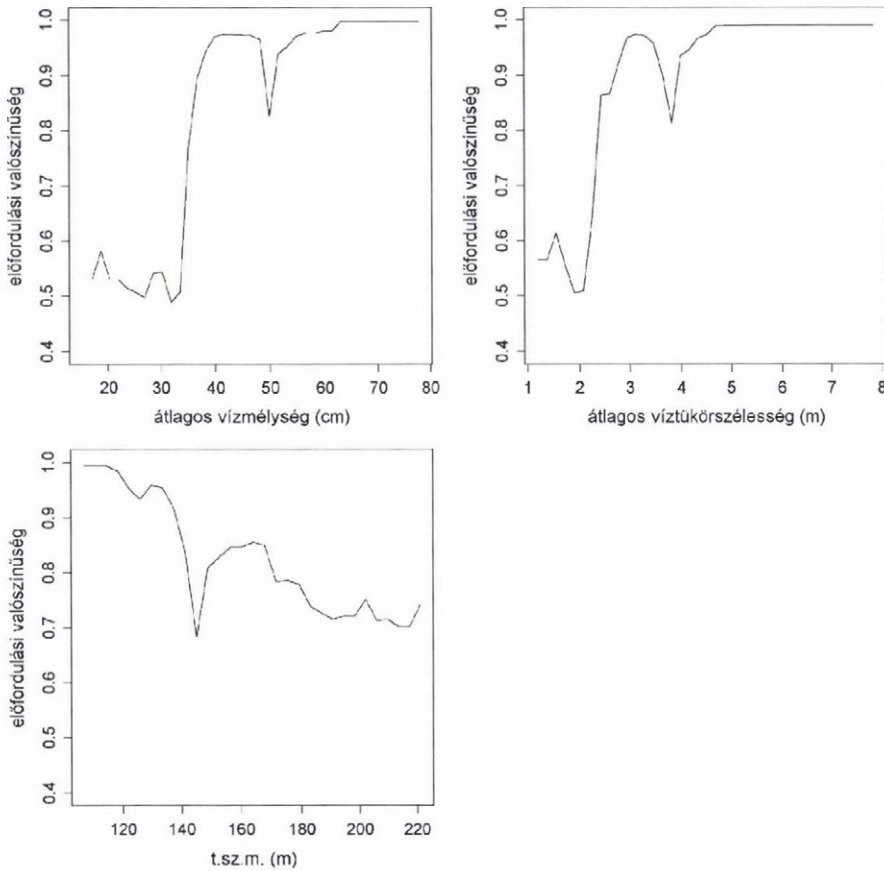 előfordulási valószínűség
1.0
0.9
0.8
0.7
0.6
0.5
0.4
20 30 40 50 60 70 80
átlagos vízmélység (cm)
előfordulási valószínűség
1.0
0.9
0.8
0.7
0.6
0.5
0.4
1 2 3 4 5 6 7 8
átlagos víztükörszélesség (m)
előfordulási valószínűség
1.0
0.9
0.8
0.7
0.6
0.5
0.4
120 140 160 180 200 220
t.sz.m. (m)